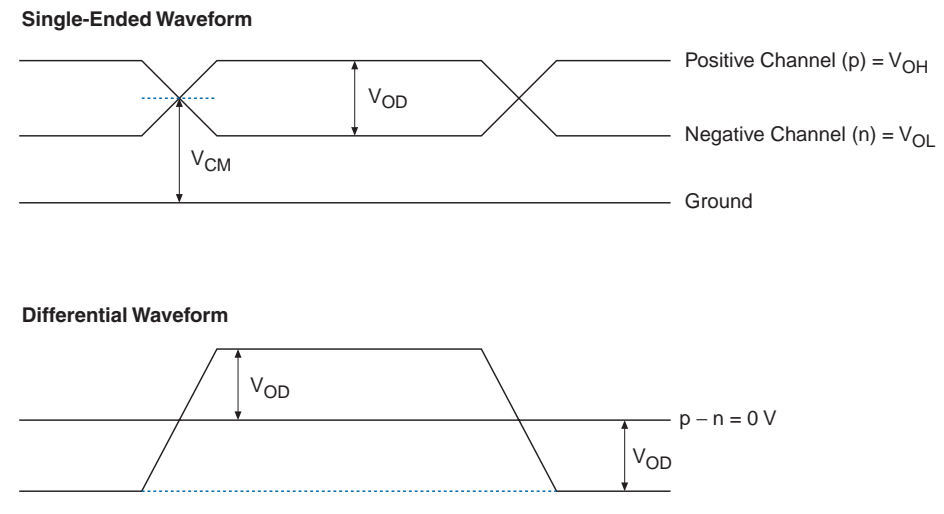 Single-Ended Waveform
Positive Channel (p) = VOH
VOD
Negative Channel (n) = VOL
VCM
Ground
Differential Waveform
VOD
p – n = 0 V
VOD